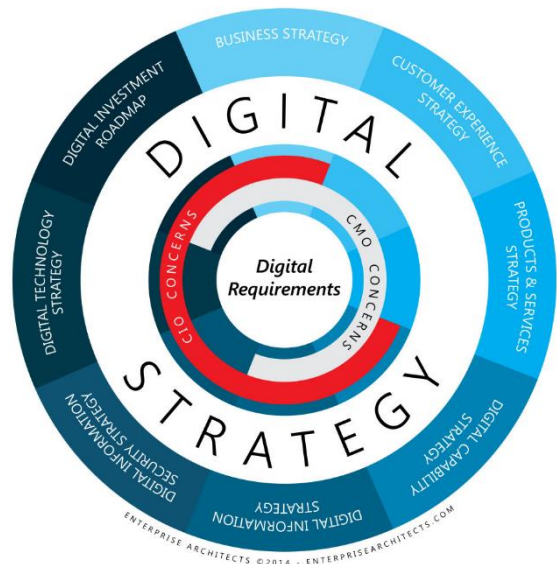 BUSINESS STRATEGY
CUSTOMER EXPERIENCE
STRATEGY
PRODUCTS & SERVICES
STRATEGY
DIGITAL CAPABILITY
STRATEGY
DIGITAL INFORMATION
STRATEGY
DIGITAL INFORMATION
SECURITY STRATEGY
DIGITAL TECHNOLOGY
STRATEGY
DIGITAL INVESTMENT
ROADMAP
DIGITAL
STRATEGY
CIO CONCERNS
CMO CONCERNS
Digital
Requirements
ENTERPRISE ARCHITECTS ©2014 - ENTERPRISEARCHITECTS.COM